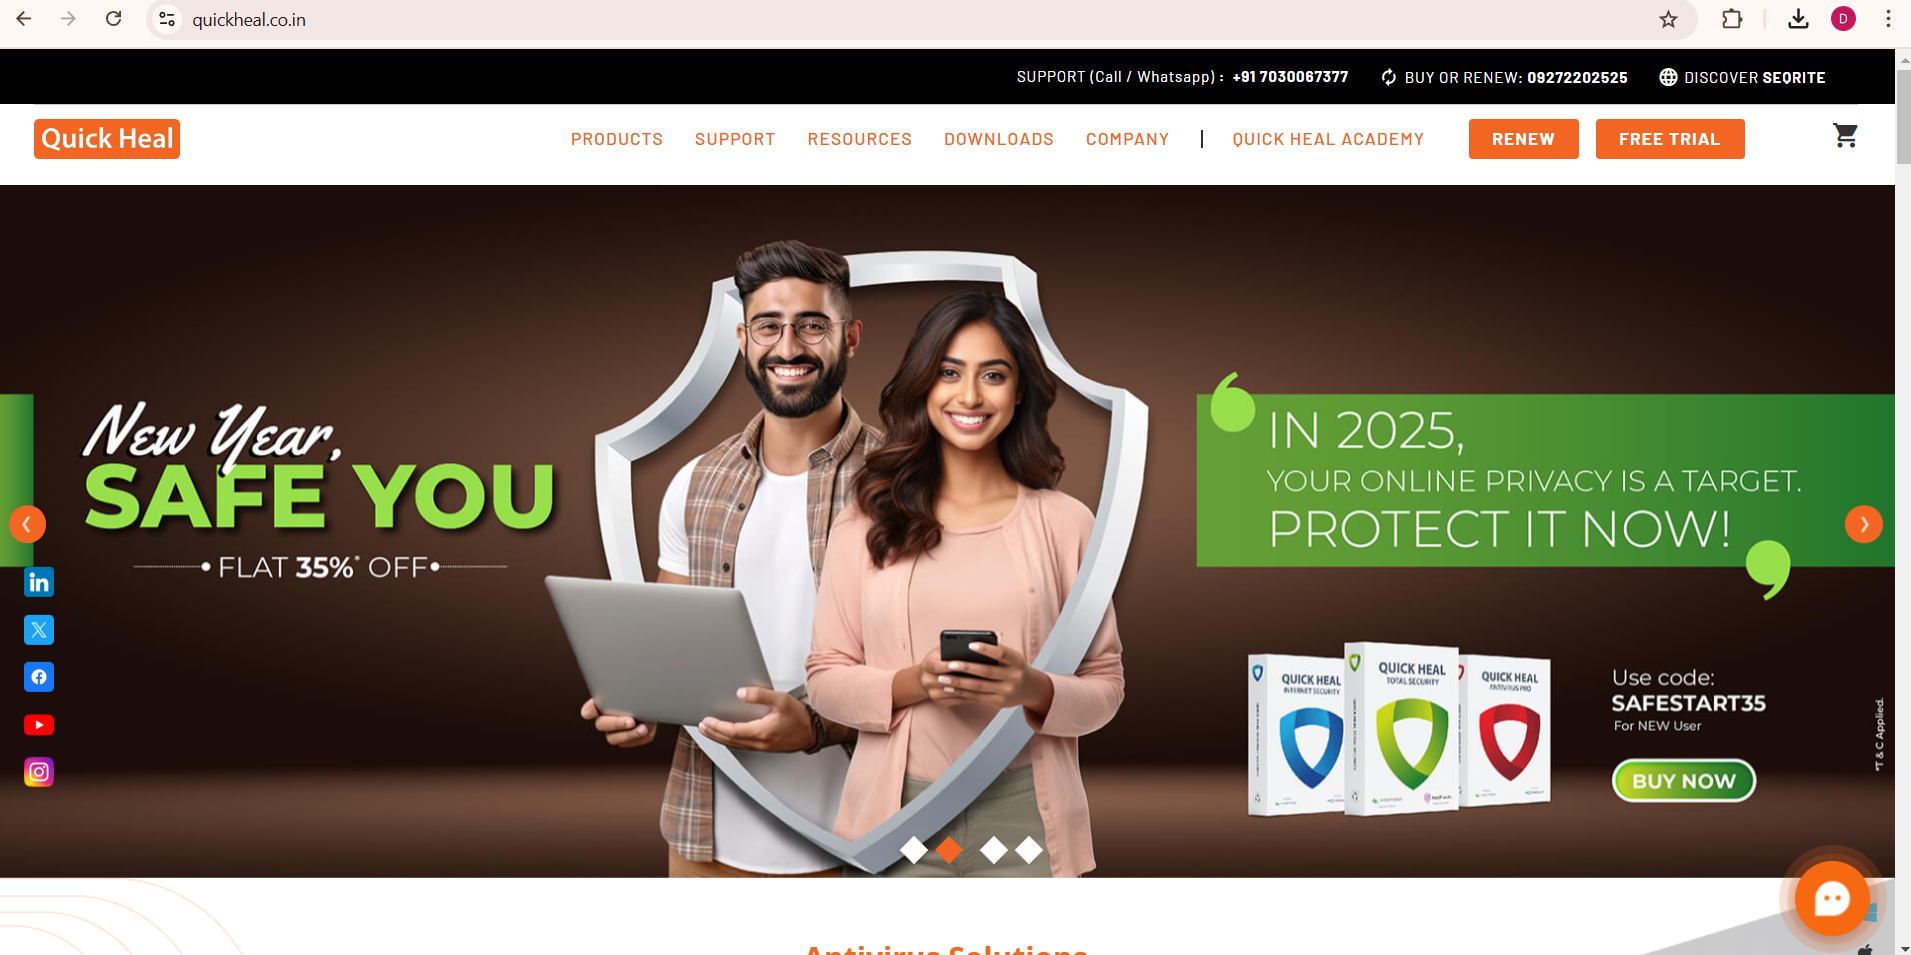 quickheal.co.in
D
SUPPORT (Call / Whatsapp) : +91 7030067377
BUY OR RENEW: 09272202525
DISCOVER SEQRITE
Quick Heal
PRODUCTS
SUPPORT
RESOURCES
DOWNLOADS
COMPANY
QUICK HEAL ACADEMY
RENEW
FREE TRIAL
New Year,
SAFE YOU
FLAT 35%* OFF
IN 2025,
YOUR ONLINE PRIVACY IS A TARGET.
PROTECT IT NOW!
QUICK HEAL
INTERNET SECURITY
QUICK HEAL
TOTAL SECURITY
QUICK HEAL
ANTIVIRUS PRO
Use code:
SAFESTART35
For NEW User
BUY NOW
*T & C Applied.
Antivirus Solutions